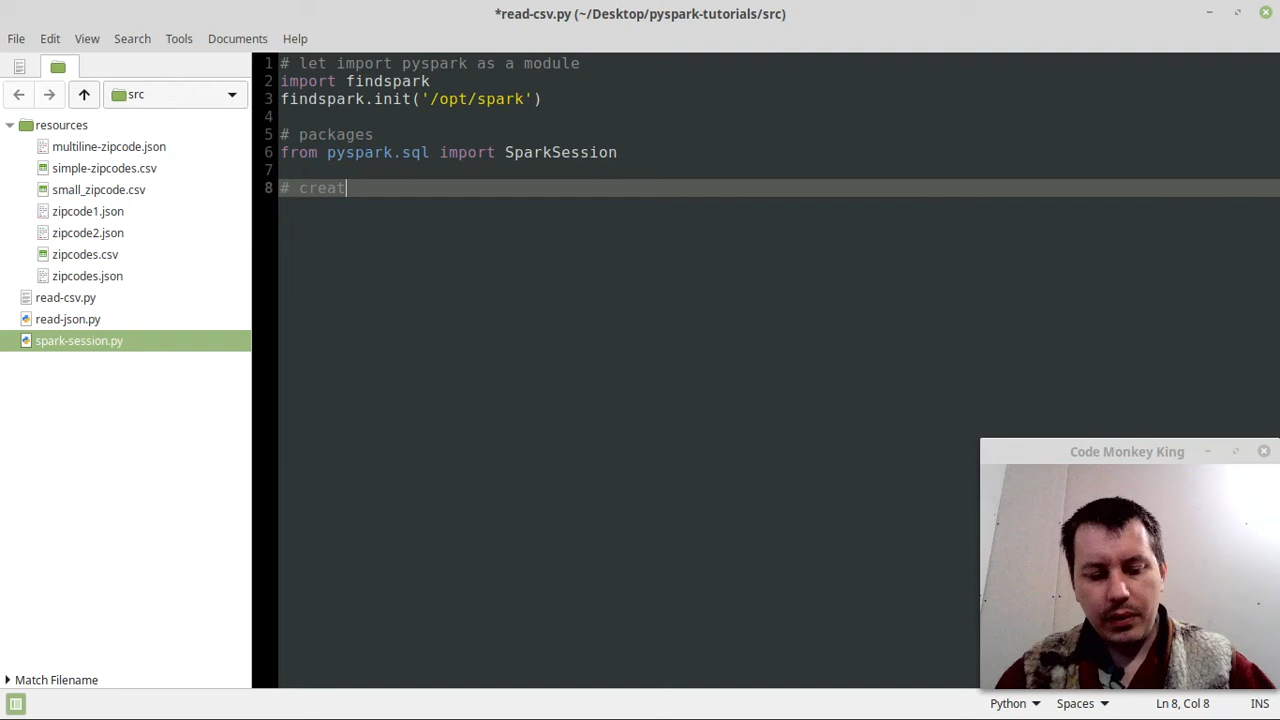 *read-csv.py (~/Desktop/pyspark-tutorials/src)
File Edit View Search Tools Documents Help
src
resources
multiline-zipcode.json
simple-zipcodes.csv
small_zipcode.csv
zipcode1.json
zipcode2.json
zipcodes.csv
zipcodes.json
read-csv.py
read-json.py
spark-session.py
Match Filename
1 # let import pyspark as a module
2 import findspark
3 findspark.init('/opt/spark')
4
5 # packages
6 from pyspark.sql import SparkSession
7
8 # creat
Code Monkey King
Python Spaces Ln 8, Col 8 INS